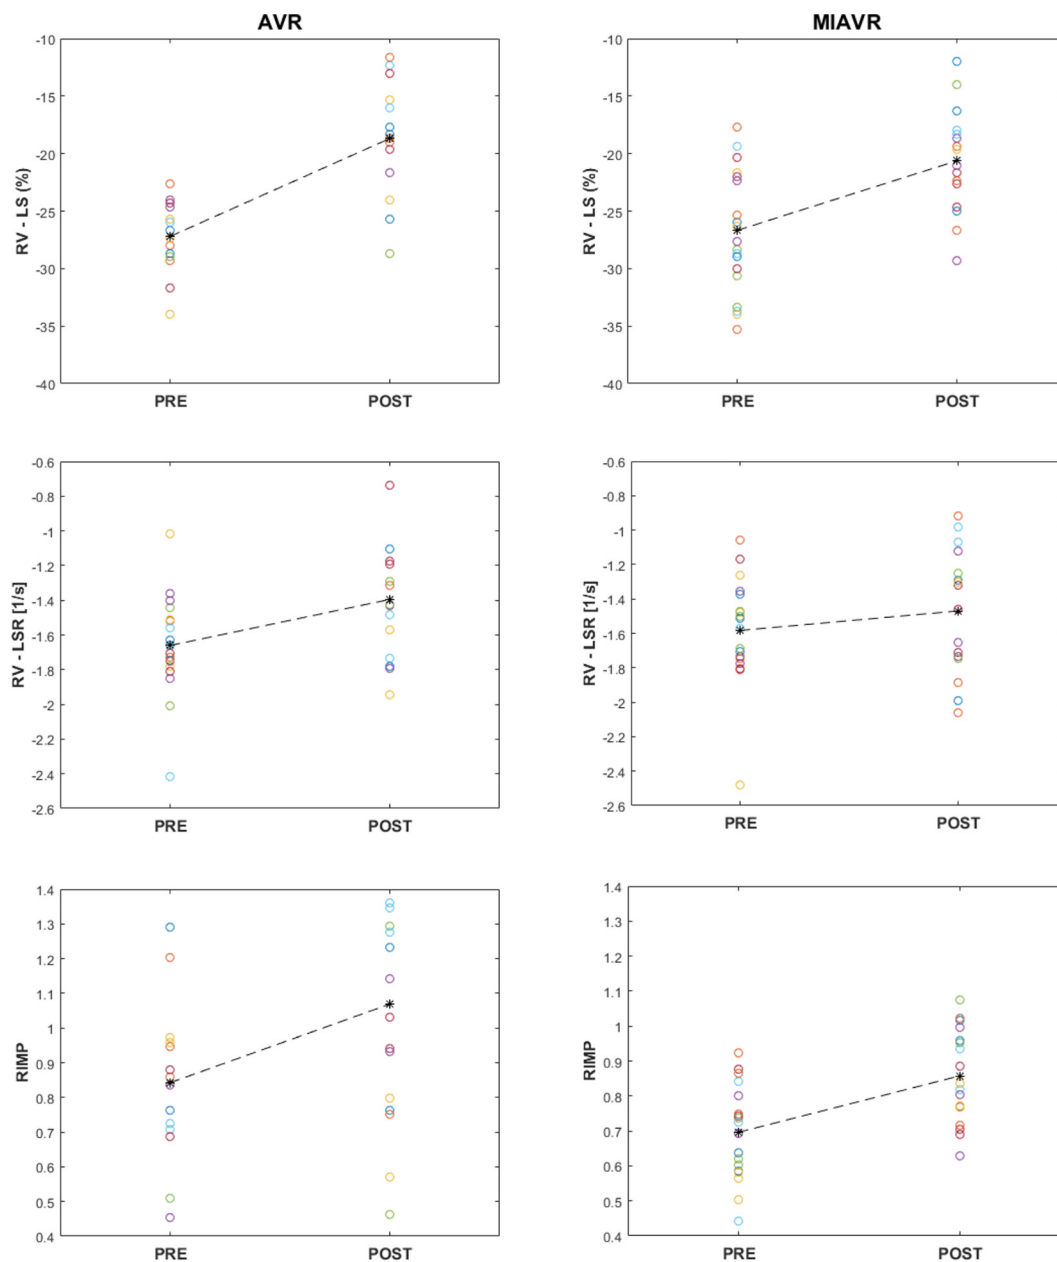 AVR
MIAVR
-10
-15
-20
-25
-30
-35
-40
RV - LS (%)
PRE
POST
-10
-15
-20
-25
-30
-35
-40
RV - LS (%)
PRE
POST
-0.6
-0.8
-1
-1.2
-1.4
-1.6
-1.8
-2
-2.2
-2.4
-2.6
RV - LSR [1/s]
PRE
POST
-0.6
-0.8
-1
-1.2
-1.4
-1.6
-1.8
-2
-2.2
-2.4
-2.6
RV - LSR [1/s]
PRE
POST
1.4
1.3
1.2
1.1
1
0.9
0.8
0.7
0.6
0.5
0.4
RIMP
PRE
POST
1.4
1.3
1.2
1.1
1
0.9
0.8
0.7
0.6
0.5
0.4
RIMP
PRE
POST